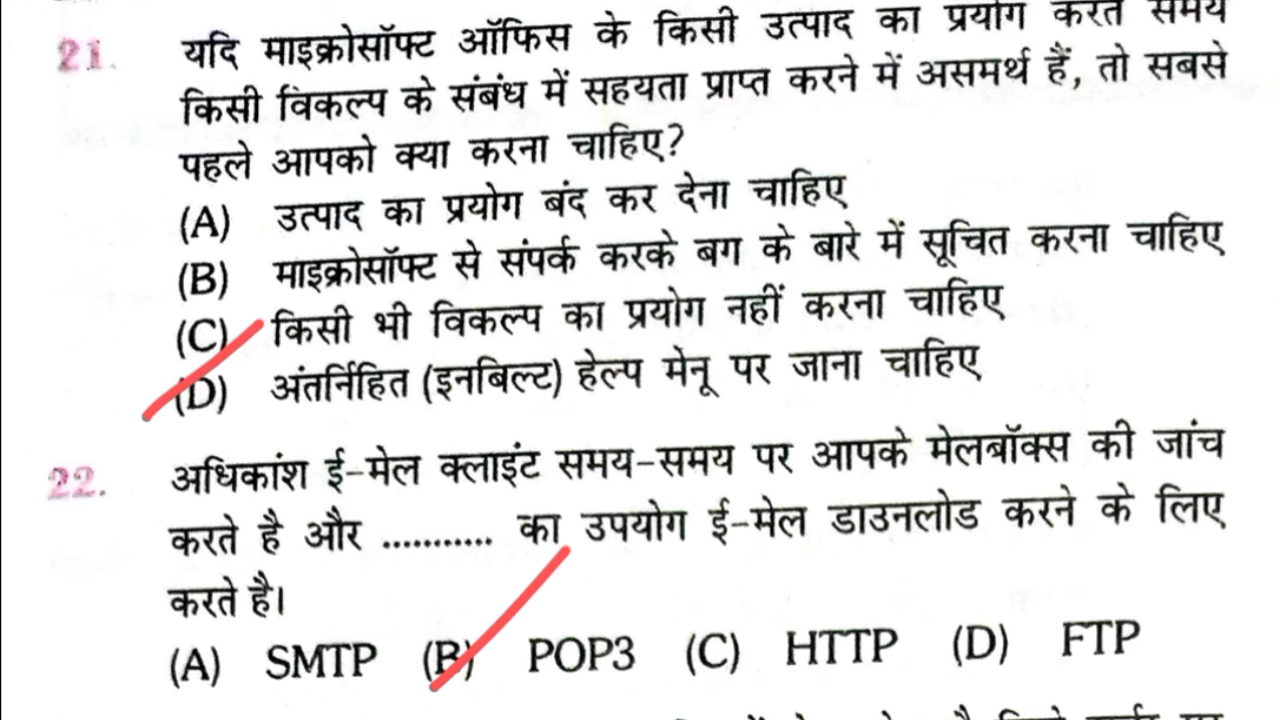 21. यदि माइक्रोसॉफ्ट ऑफिस के किसी उत्पाद का प्रयोग करते समय
किसी विकल्प के संबंध में सहयता प्राप्त करने में असमर्थ हैं, तो सबसे
पहले आपको क्या करना चाहिए?
(A) उत्पाद का प्रयोग बंद कर देना चाहिए
(B) माइक्रोसॉफ्ट से संपर्क करके बग के बारे में सूचित करना चाहिए
(C) किसी भी विकल्प का प्रयोग नहीं करना चाहिए
(D) अंतर्निहित (इनबिल्ट) हेल्प मेनू पर जाना चाहिए
22. अधिकांश ई-मेल क्लाइंट समय-समय पर आपके मेलबॉक्स की जांच
करते है और ........... का उपयोग ई-मेल डाउनलोड करने के लिए
करते है।
(A) SMTP (B) POP3 (C) HTTP (D) FTP